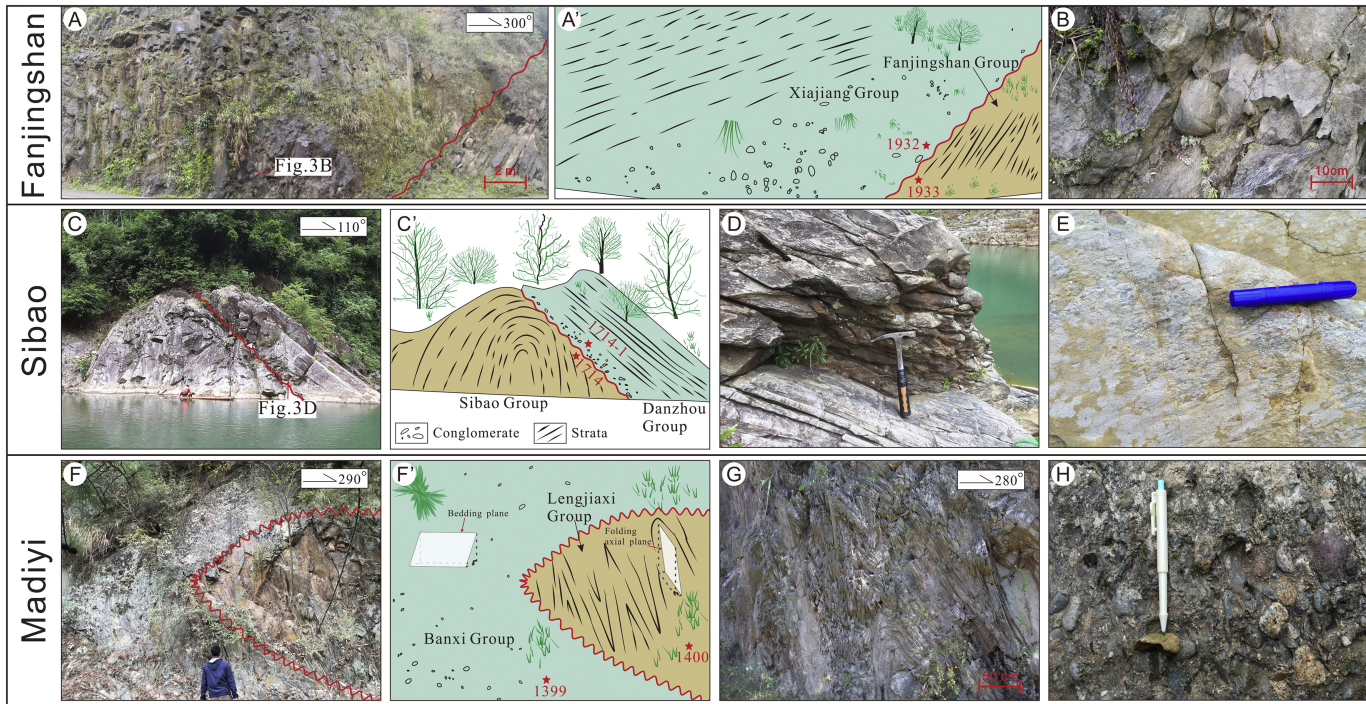 Fanjingshan
A
300°
Fig.3B
2 m
A'
Fanjingshan Group
Xiajiang Group
1932
1933
B
10cm
Sibao
C
110°
Fig.3D
C'
1714-1
1714
Sibao Group
Danzhou
Group
Conglomerate
Strata
D
E
Madiyi
F
290°
F'
Lengjiaxi
Group
Bedding plane
Folding
axial plane
Banxi Group
1400
1399
G
280°
50 cm
H